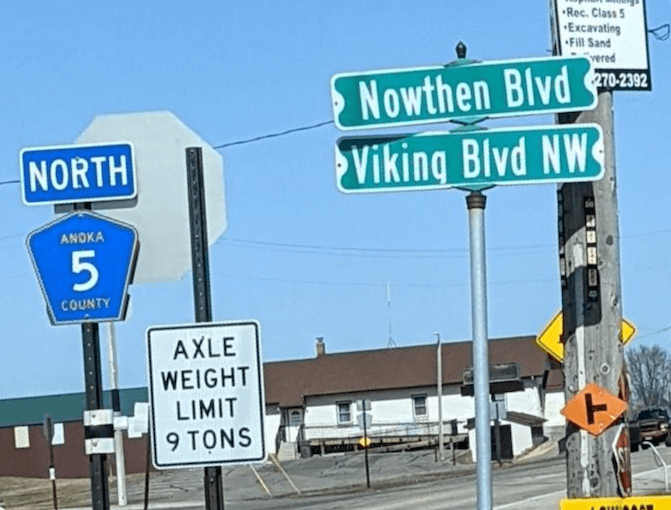 •Rec. Class 5
•Excavating
•Fill Sand
270-2392
Nowthen Blvd
Viking Blvd NW
NORTH
ANOKA
5
COUNTY
AXLE
WEIGHT
LIMIT
9 TONS